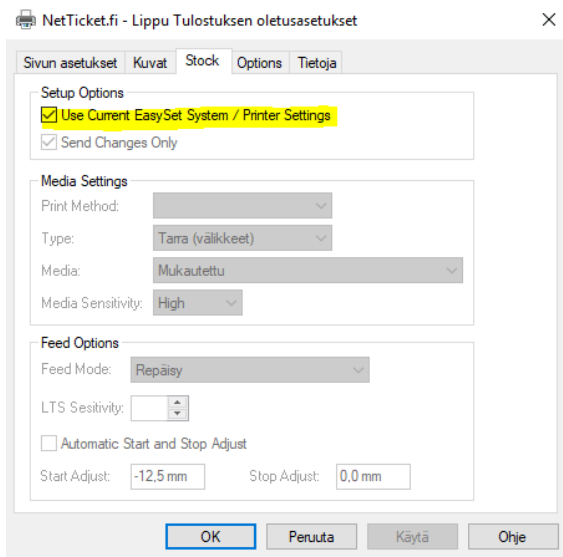 NetTicket.fi - Lippu Tulostuksen oletusasetukset
Sivun asetukset Kuvat Stock Options Tietoja
Setup Options
Use Current EasySet System / Printer Settings
Send Changes Only
Media Settings
Print Method:
Type: Tarra (välikkeet)
Media: Mukautettu
Media Sensitivity: High
Feed Options
Feed Mode: Repäisy
LTS Sesitivity:
Automatic Start and Stop Adjust
Start Adjust: -12,5 mm Stop Adjust: 0,0 mm
OK Peruuta Käytä Ohje